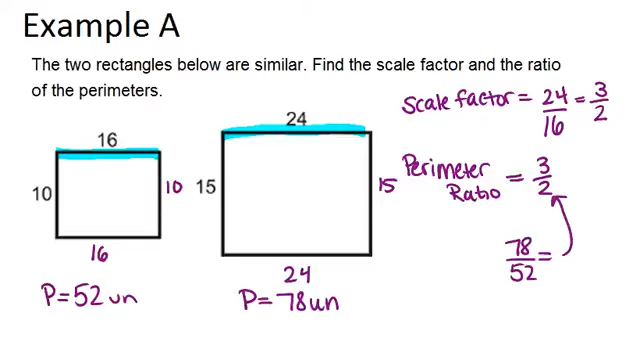 Example A
The two rectangles below are similar. Find the scale factor and the ratio
of the perimeters.
Scale factor = 24/16 = 3/2
16
24
10
10
15
15
16
24
P=52 un
P=78un
Perimeter Ratio = 3/2
78/52 =